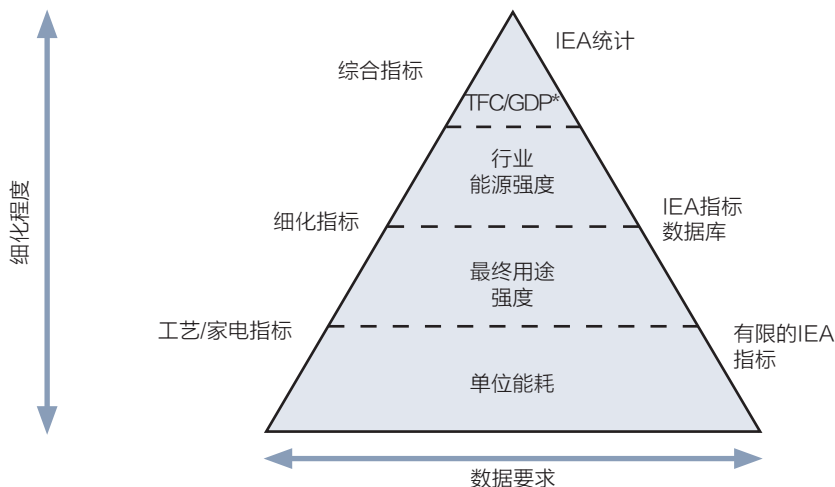 IEA统计
综合指标
TFC/GDP*
行业
能源强度
细化程度
细化指标
IEA指标
数据库
最终用途
强度
工艺/家电指标
有限的IEA
指标
单位能耗
数据要求